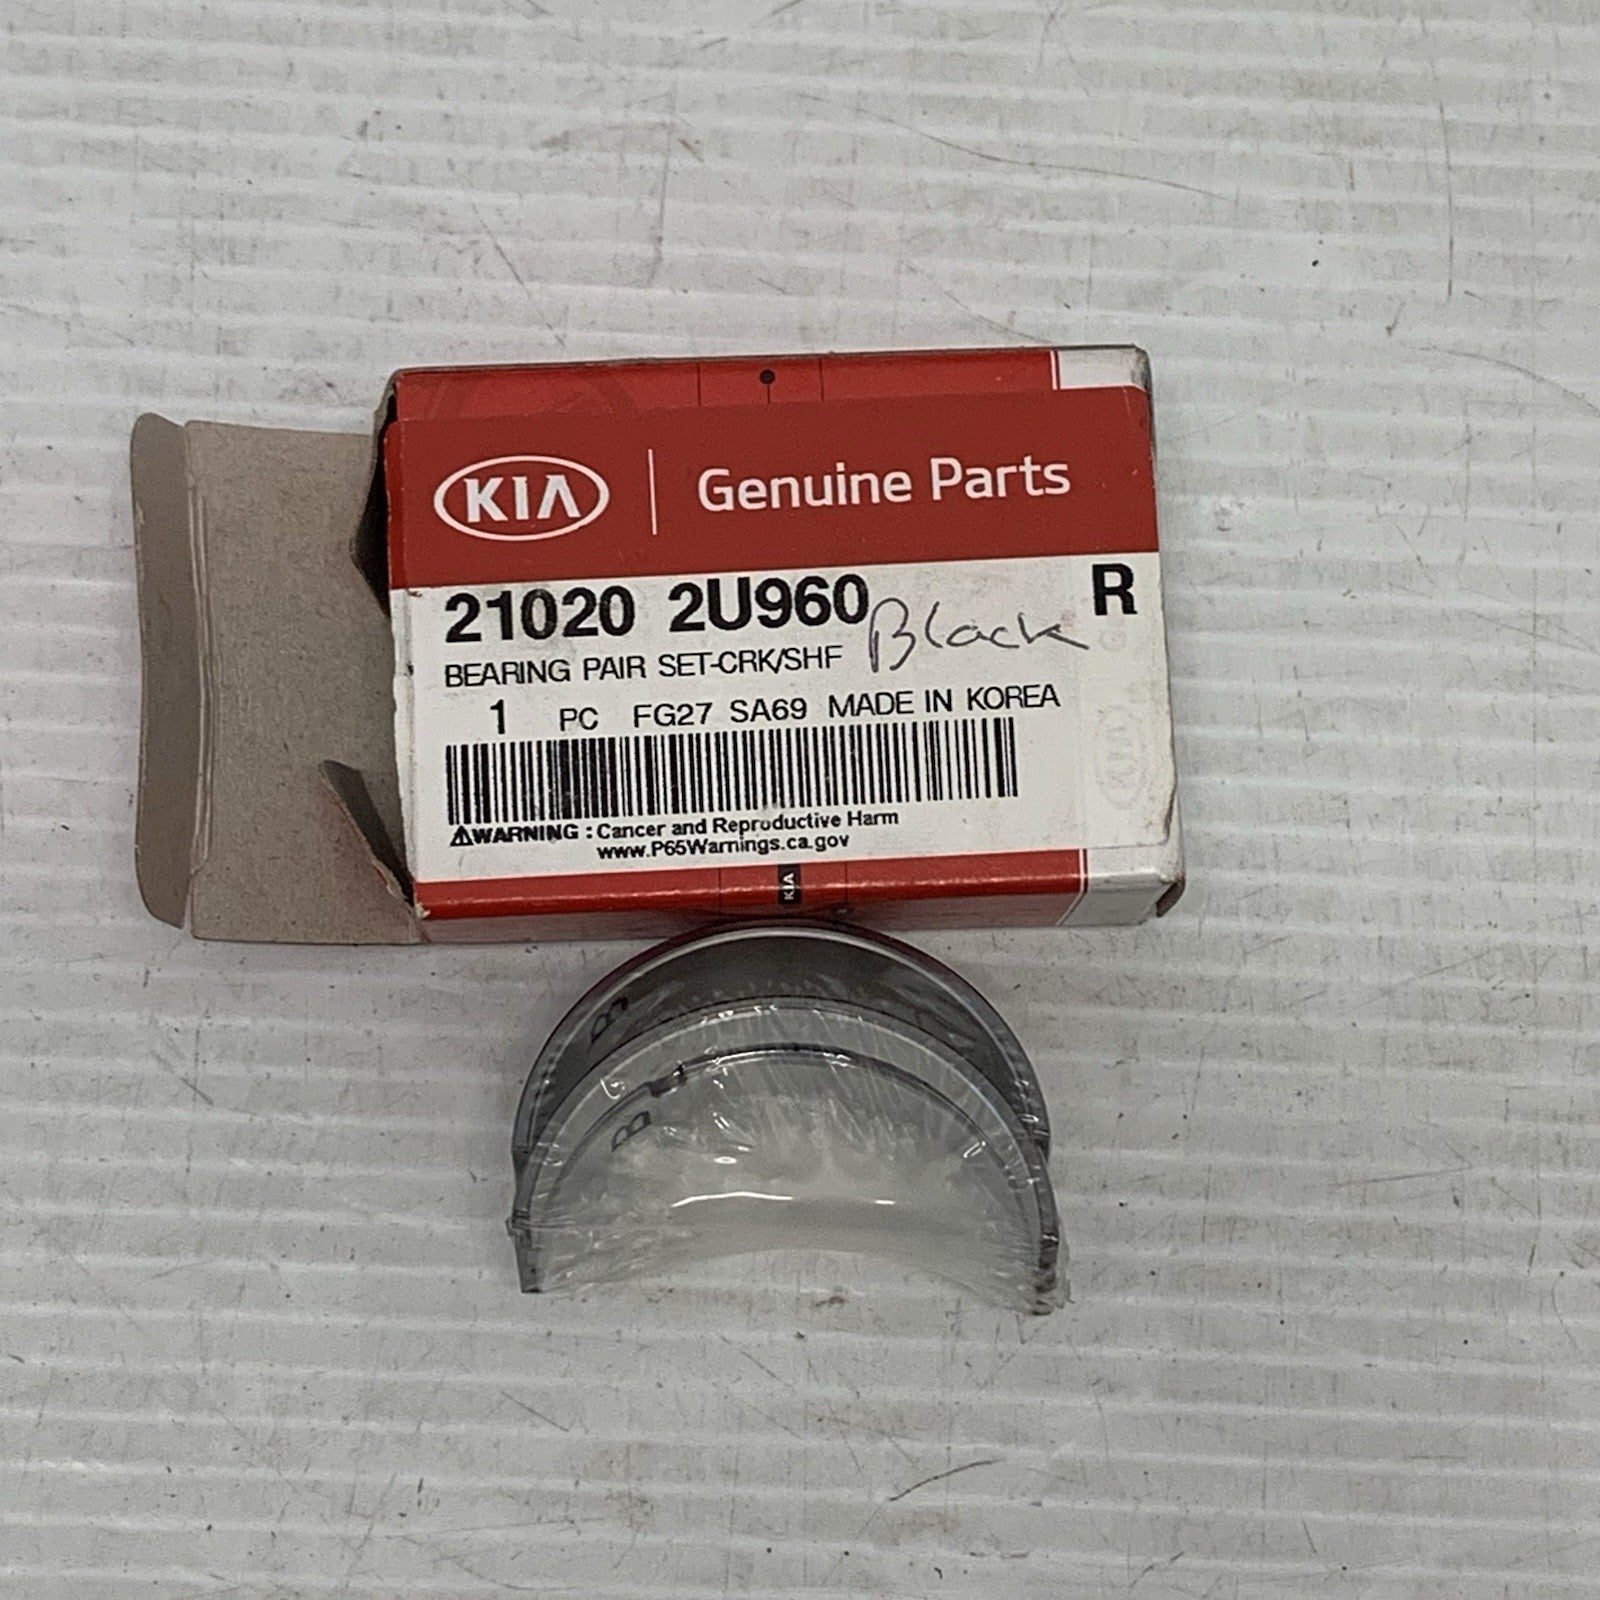 KIA | Genuine Parts
21020 2U960 Black R
BEARING PAIR SET-CRK/SHF
1 PC FG27 SA69 MADE IN KOREA
⚠WARNING : Cancer and Reproductive Harm
www.P65Warnings.ca.gov
KIA
B
B